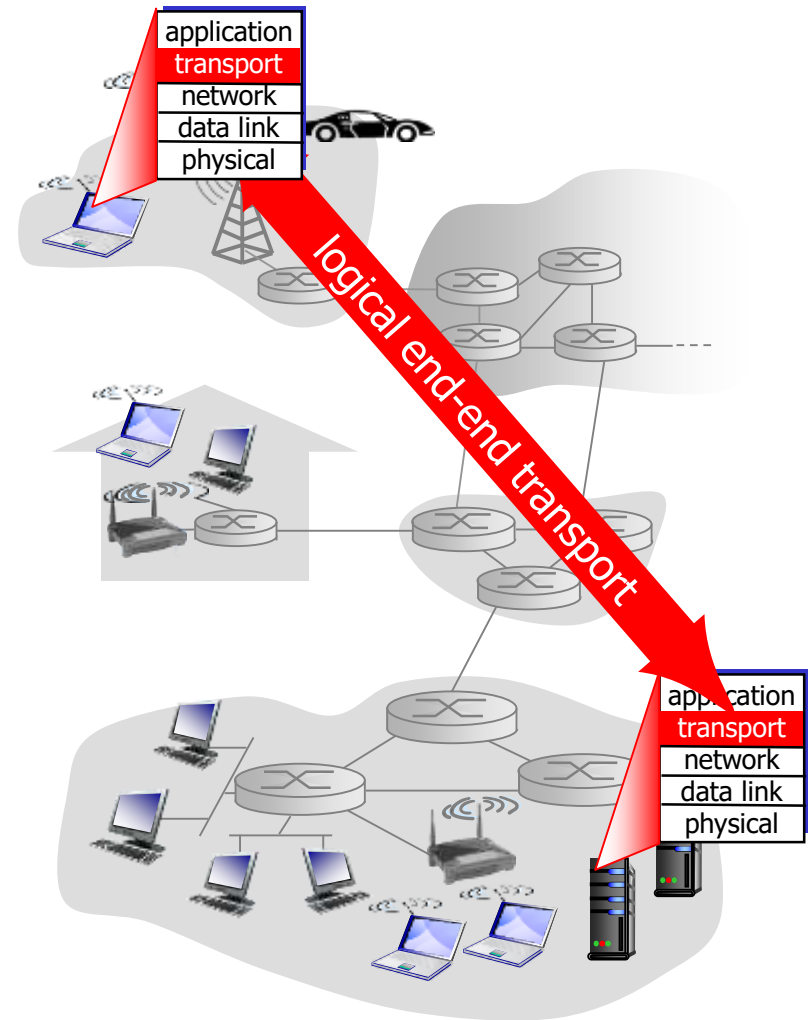 application
transport
network
data link
physical
logical end-end transport
application
transport
network
data link
physical